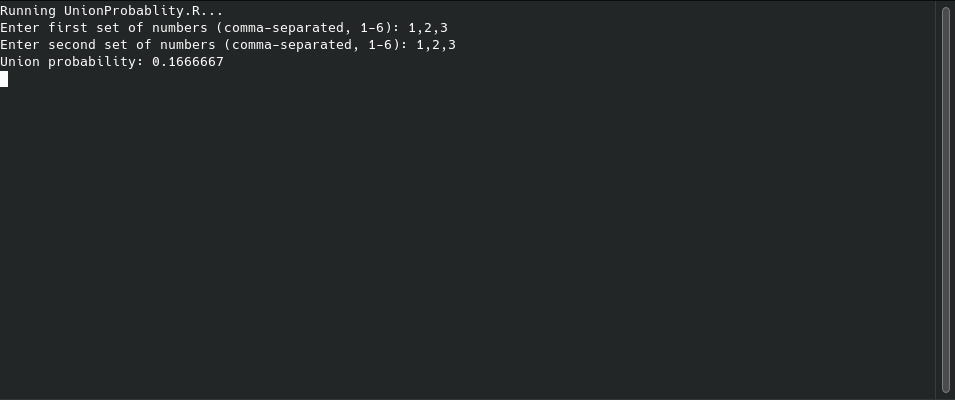 Running UnionProbablity.R...
Enter first set of numbers (comma-separated, 1-6): 1,2,3
Enter second set of numbers (comma-separated, 1-6): 1,2,3
Union probability: 0.1666667